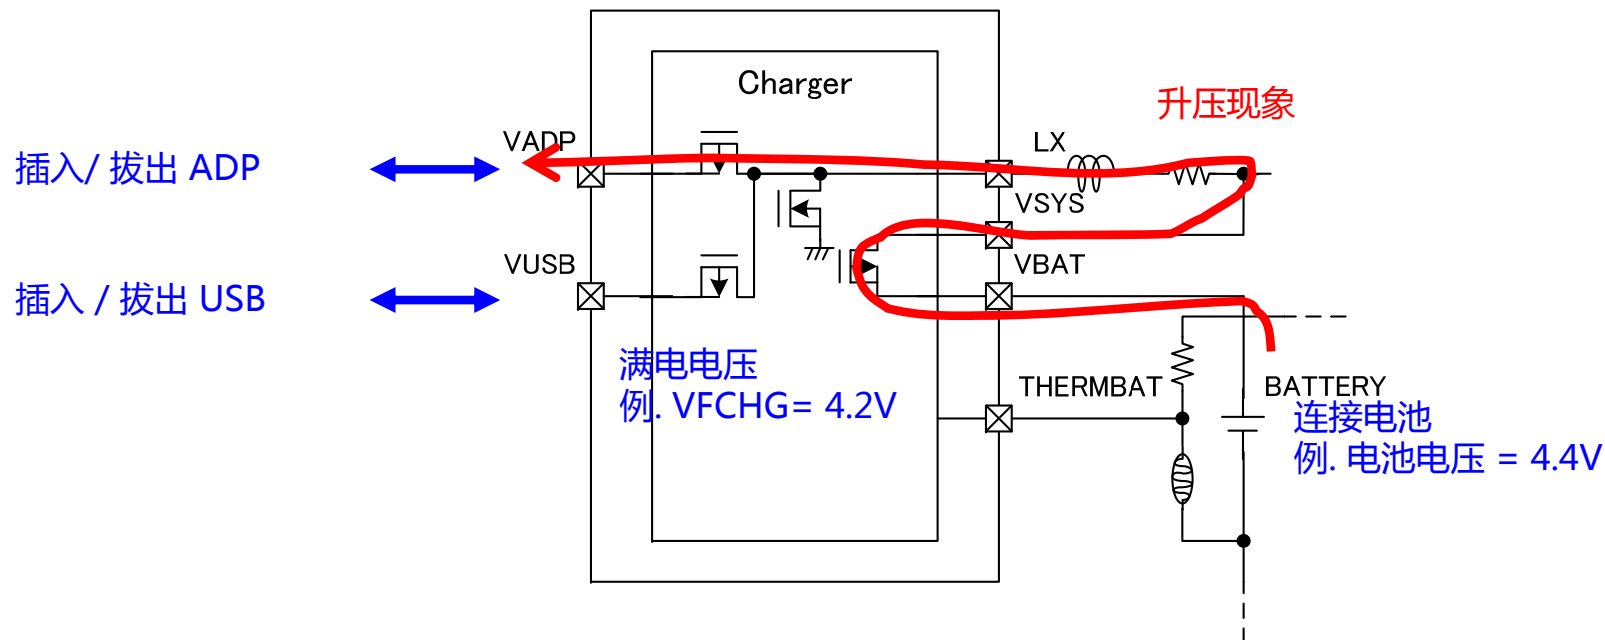 Charger
升压现象
VADP
LX
插入/ 拔出 ADP
VSYS
VUSB
VBAT
插入 / 拔出 USB
满电电压
例. VFCHG= 4.2V
THERMBAT
BATTERY
连接电池
例. 电池电压 = 4.4V